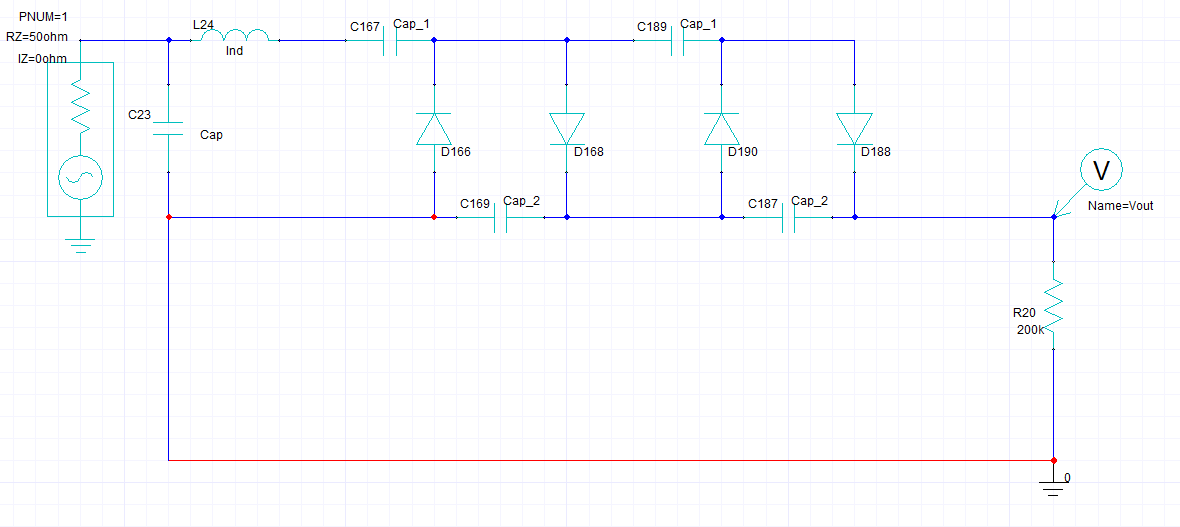 PNUM=1
RZ=50ohm
IZ=0ohm
L24
Ind
C167
Cap_1
C189
Cap_1
C23
Cap
D166
D168
D190
D188
V
C169
Cap_2
C187
Cap_2
Name=Vout
R20
200k
0